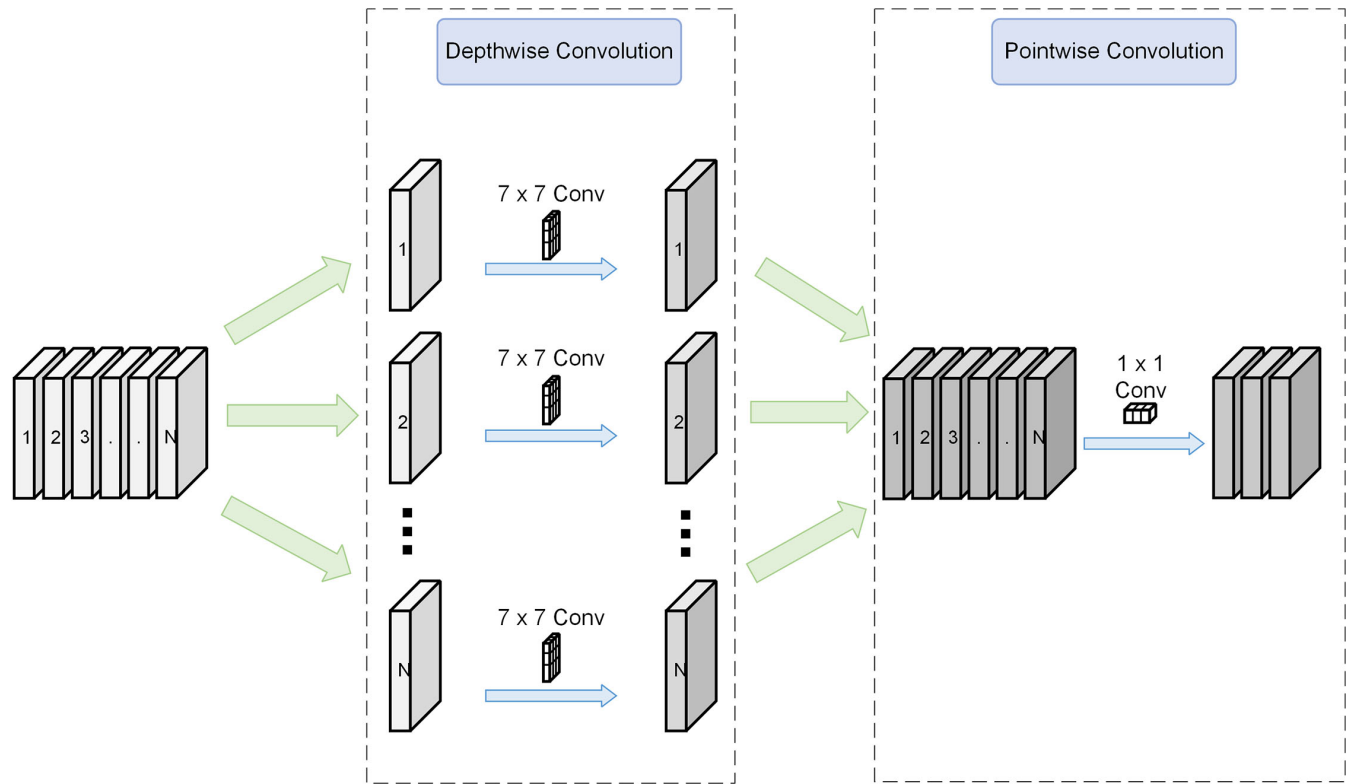 Depthwise Convolution
Pointwise Convolution
7 x 7 Conv
1
1
7 x 7 Conv
2
2
1 2 3 . . N
1 2 3 . . N
1 x 1
Conv
7 x 7 Conv
N
N